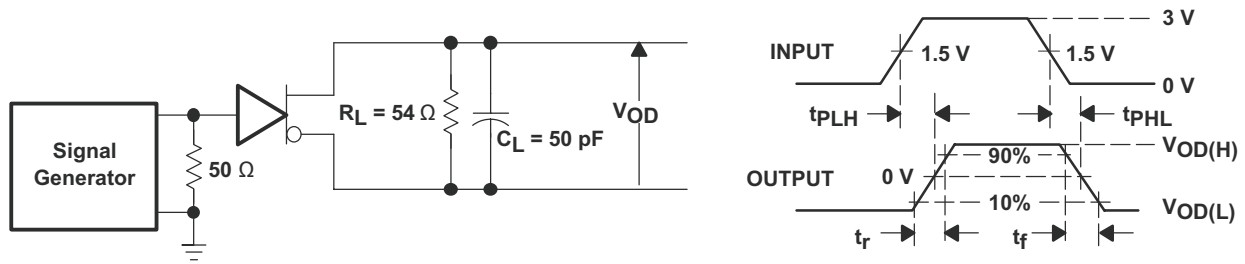 Signal
Generator
50 Ω
R_L = 54 Ω
C_L = 50 pF
V_OD
INPUT
3 V
1.5 V
1.5 V
0 V
t_PLH
t_PHL
OUTPUT
0 V
90%
10%
V_OD(H)
V_OD(L)
t_r
t_f